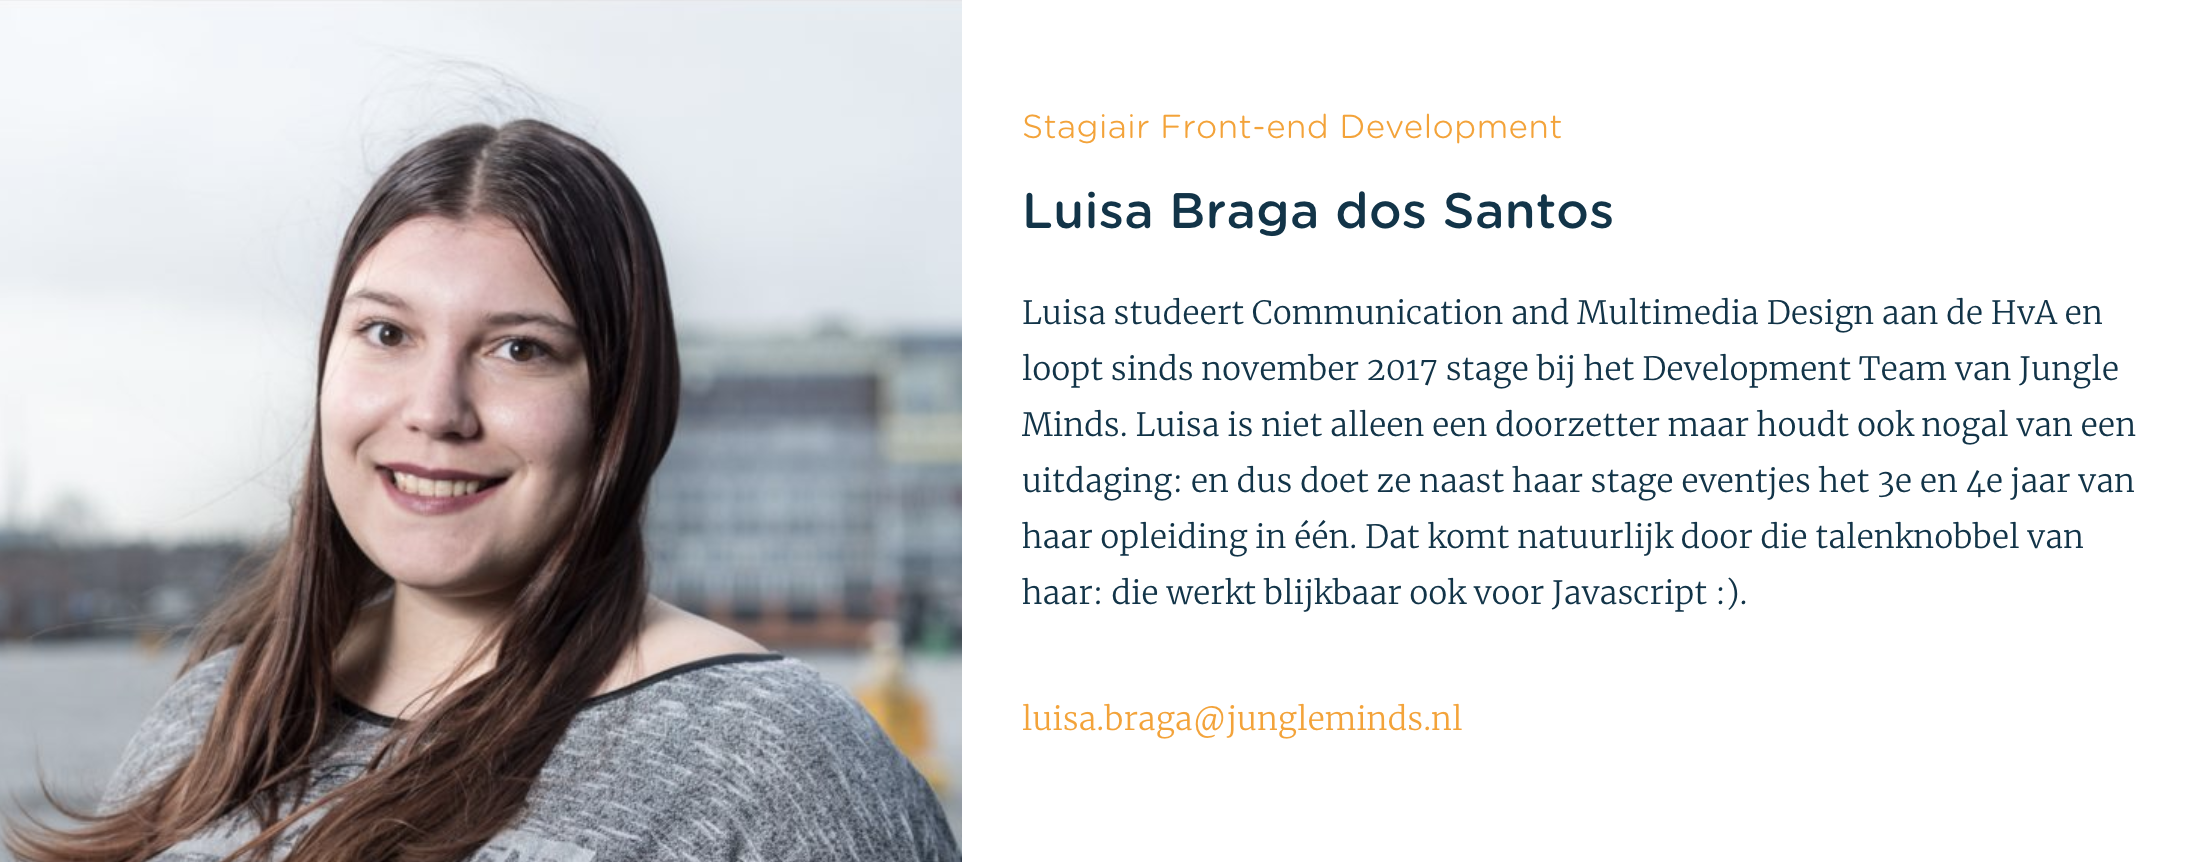 Stagiair Front-end Development
Luisa Braga dos Santos
Luisa studeert Communication and Multimedia Design aan de HvA en
loopt sinds november 2017 stage bij het Development Team van Jungle
Minds. Luisa is niet alleen een doorzetter maar houdt ook nogal van een
uitdaging: en dus doet ze naast haar stage eventjes het 3e en 4e jaar van
haar opleiding in één. Dat komt natuurlijk door die talenknobbel van
haar: die werkt blijkbaar ook voor Javascript :).
luisa.braga@jungleminds.nl